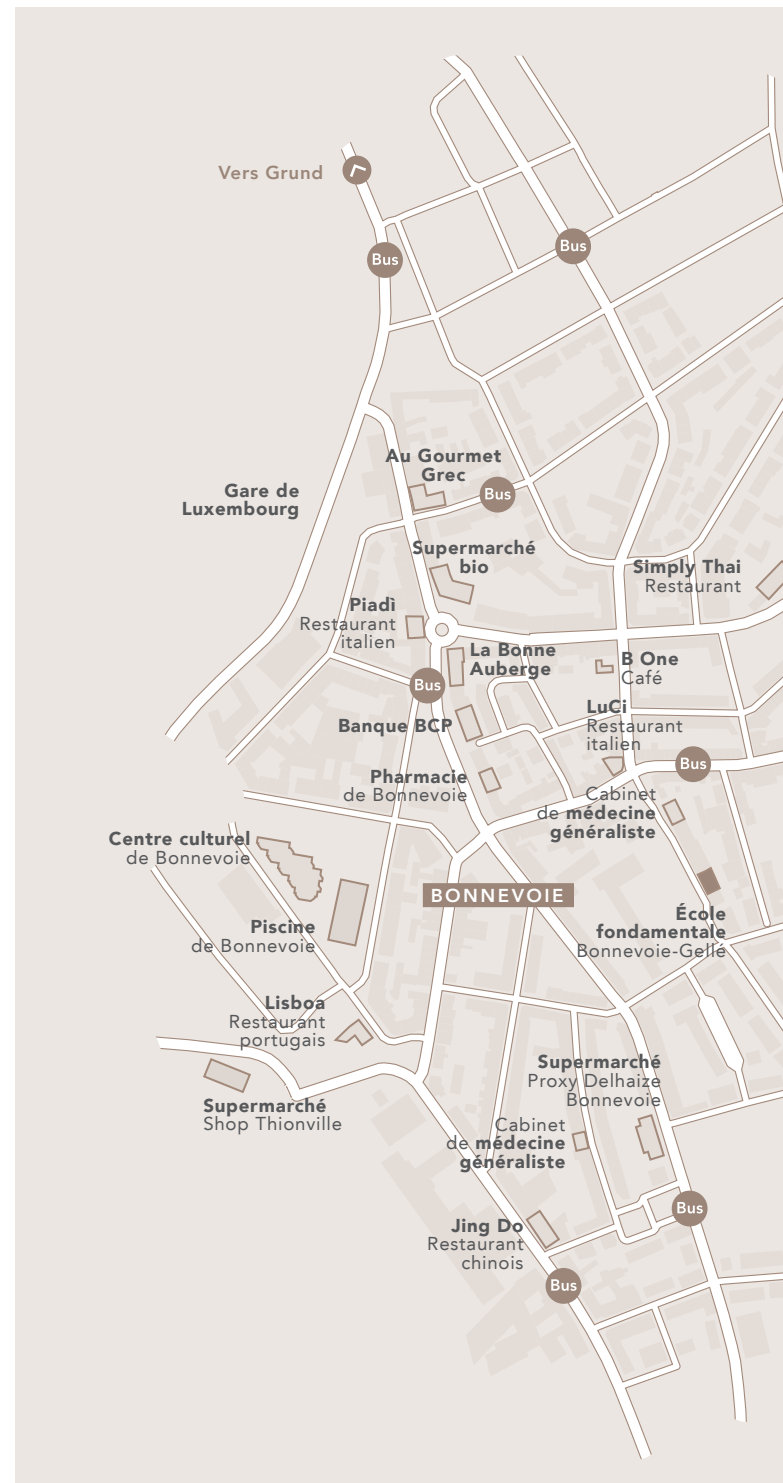 Vers Grund
Bus
Bus
Au Gourmet
Grec
Gare de
Luxembourg
Bus
Supermarché
bio
Simply Thai
Restaurant
Piadì
Restaurant
italien
La Bonne
Auberge
B One
Café
Bus
LuCi
Restaurant
italien
Banque BCP
Bus
Pharmacie
de Bonnevoie
Cabinet
de médecine
généraliste
Centre culturel
de Bonnevoie
BONNEVOIE
École
fondamentale
Bonnevoie-Gellé
Piscine
de Bonnevoie
Lisboa
Restaurant
portugais
Supermarché
Proxy Delhaize
Bonnevoie
Supermarché
Shop Thionville
Cabinet
de médecine
généraliste
Bus
Jing Do
Restaurant
chinois
Bus